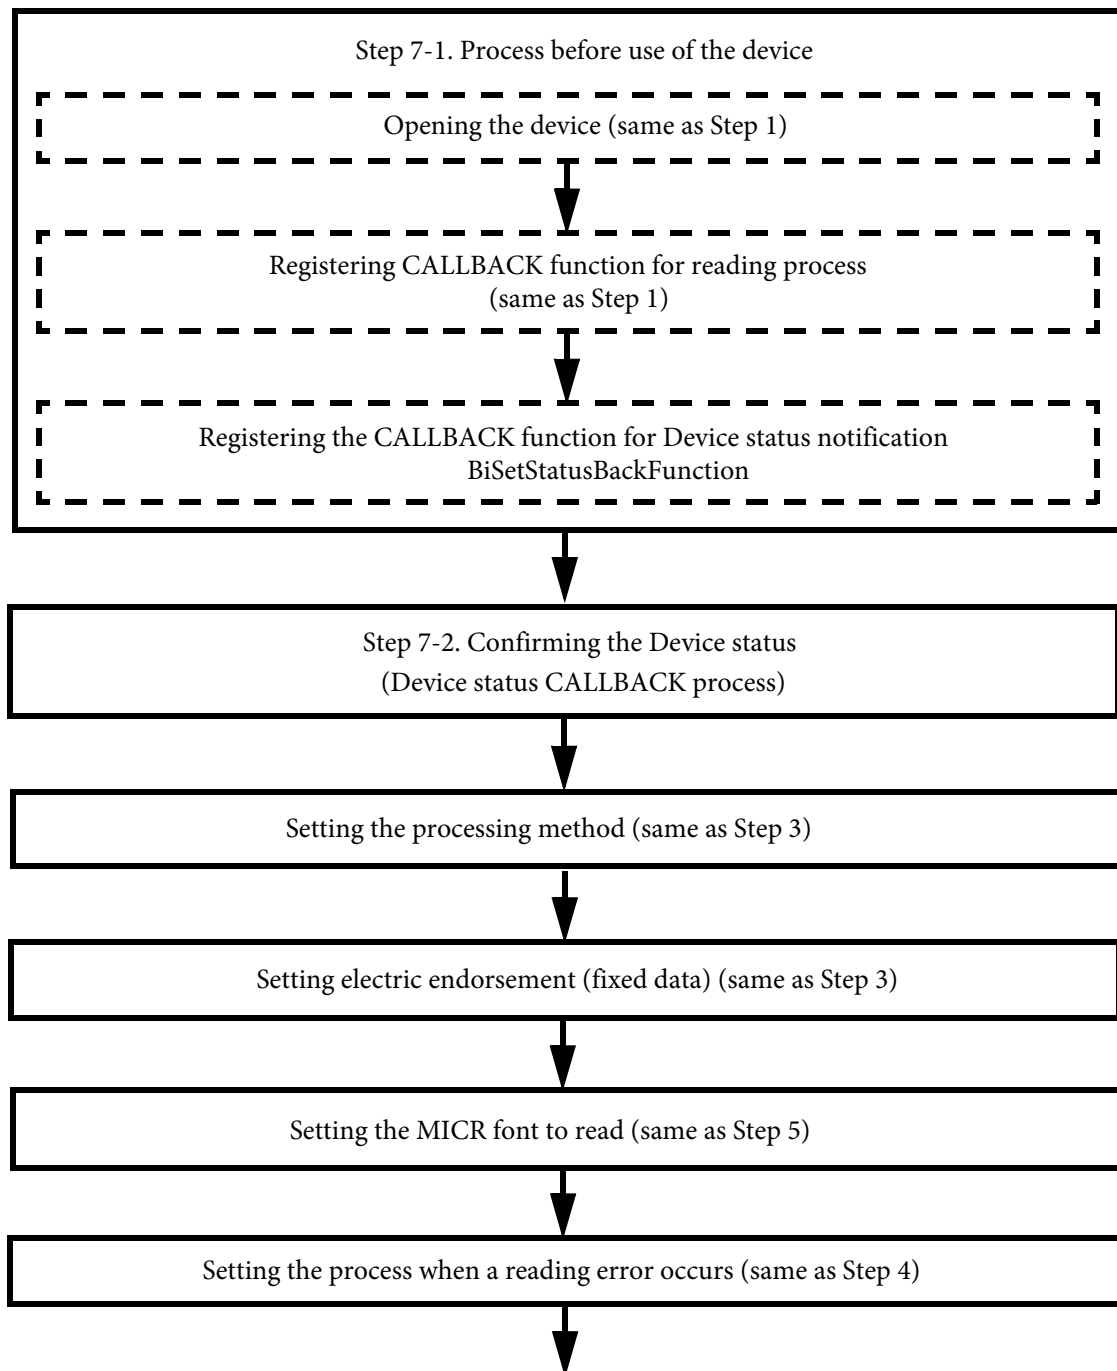 Step 7-1. Process before use of the device
Opening the device (same as Step 1)
Registering CALLBACK function for reading process
(same as Step 1)
Registering the CALLBACK function for Device status notification
BiSetStatusBackFunction
Step 7-2. Confirming the Device status
(Device status CALLBACK process)
Setting the processing method (same as Step 3)
Setting electric endorsement (fixed data) (same as Step 3)
Setting the MICR font to read (same as Step 5)
Setting the process when a reading error occurs (same as Step 4)